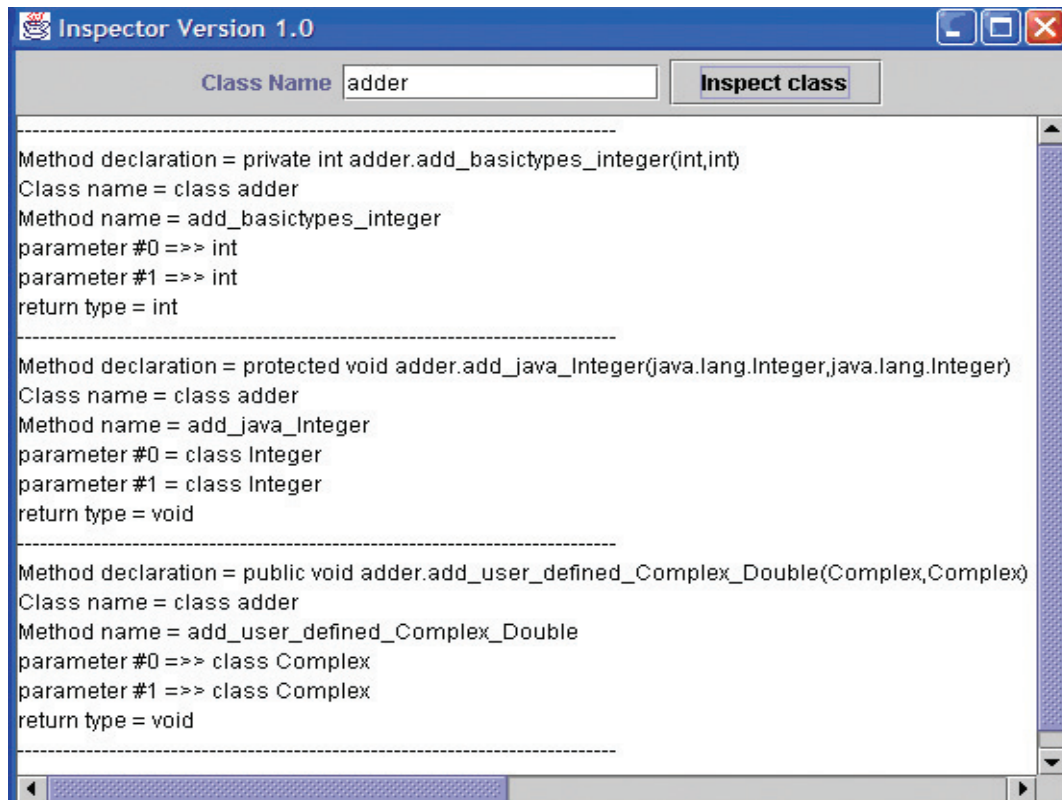 Inspector Version 1.0
Class Name adder Inspect class
--------------------------------------------------------------------------------
Method declaration = private int adder.add_basictypes_integer(int,int)
Class name = class adder
Method name = add_basictypes_integer
parameter #0 =>> int
parameter #1 =>> int
return type = int
--------------------------------------------------------------------------------
Method declaration = protected void adder.add_java_Integer(java.lang.Integer,java.lang.Integer)
Class name = class adder
Method name = add_java_Integer
parameter #0 = class Integer
parameter #1 = class Integer
return type = void
--------------------------------------------------------------------------------
Method declaration = public void adder.add_user_defined_Complex_Double(Complex,Complex)
Class name = class adder
Method name = add_user_defined_Complex_Double
parameter #0 =>> class Complex
parameter #1 =>> class Complex
return type = void
--------------------------------------------------------------------------------